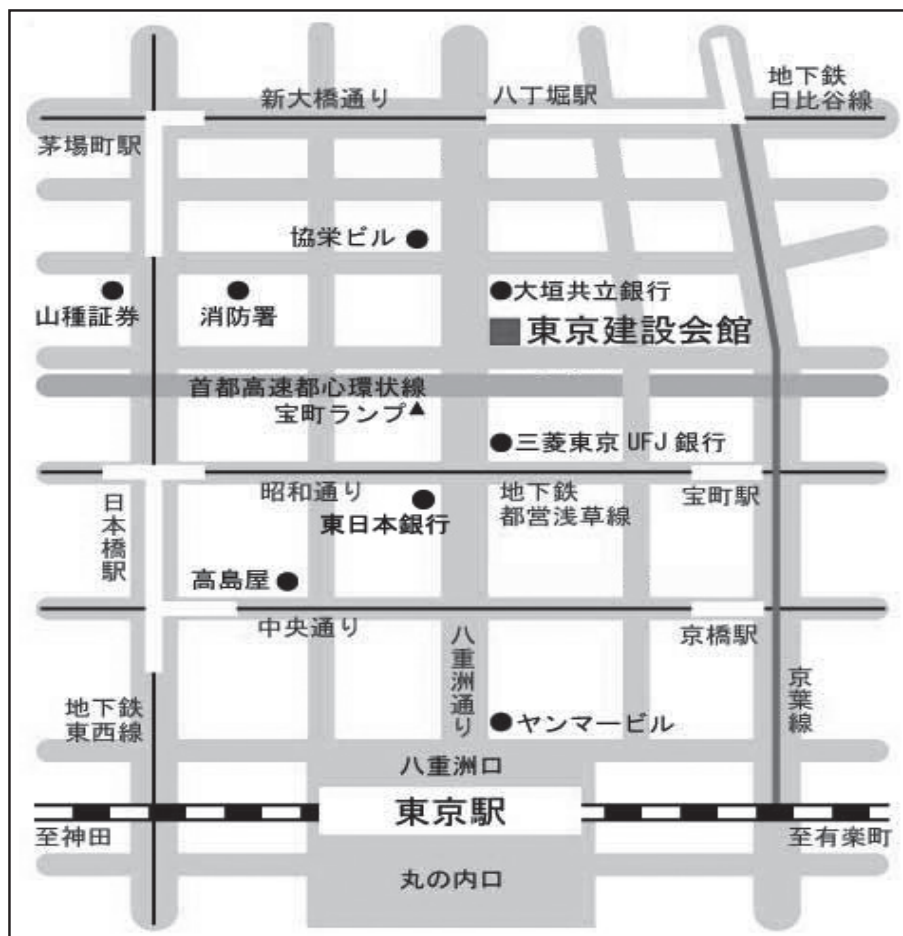 地下鉄
日比谷線
新大橋通り
八丁堀駅
茅場町駅
協栄ビル
山種証券
消防署
大垣共立銀行
東京建設会館
首都高速都心環状線
宝町ランプ
三菱東京 UFJ 銀行
日本橋駅
昭和通り
地下鉄
都営浅草線
宝町駅
東日本銀行
高島屋
中央通り
京橋駅
八重洲通り
地下鉄
東西線
ヤンマービル
京葉線
八重洲口
東京駅
至神田
至有楽町
丸の内口